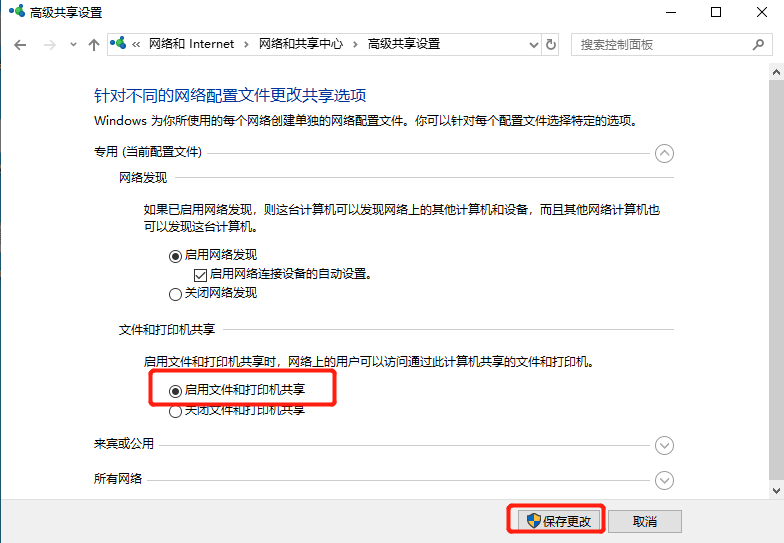 高级共享设置
« 网络和 Internet › 网络和共享中心 › 高级共享设置
搜索控制面板
针对不同的网络配置文件更改共享选项
Windows 为你所使用的每个网络创建单独的网络配置文件。你可以针对每个配置文件选择特定的选项。
专用 (当前配置文件)
网络发现
如果已启用网络发现，则这台计算机可以发现网络上的其他计算机和设备，而且其他网络计算机也
可以发现这台计算机。
启用网络发现
启用网络连接设备的自动设置。
关闭网络发现
文件和打印机共享
启用文件和打印机共享时，网络上的用户可以访问通过此计算机共享的文件和打印机。
启用文件和打印机共享
关闭文件和打印机共享
来宾或公用
所有网络
保存更改
取消